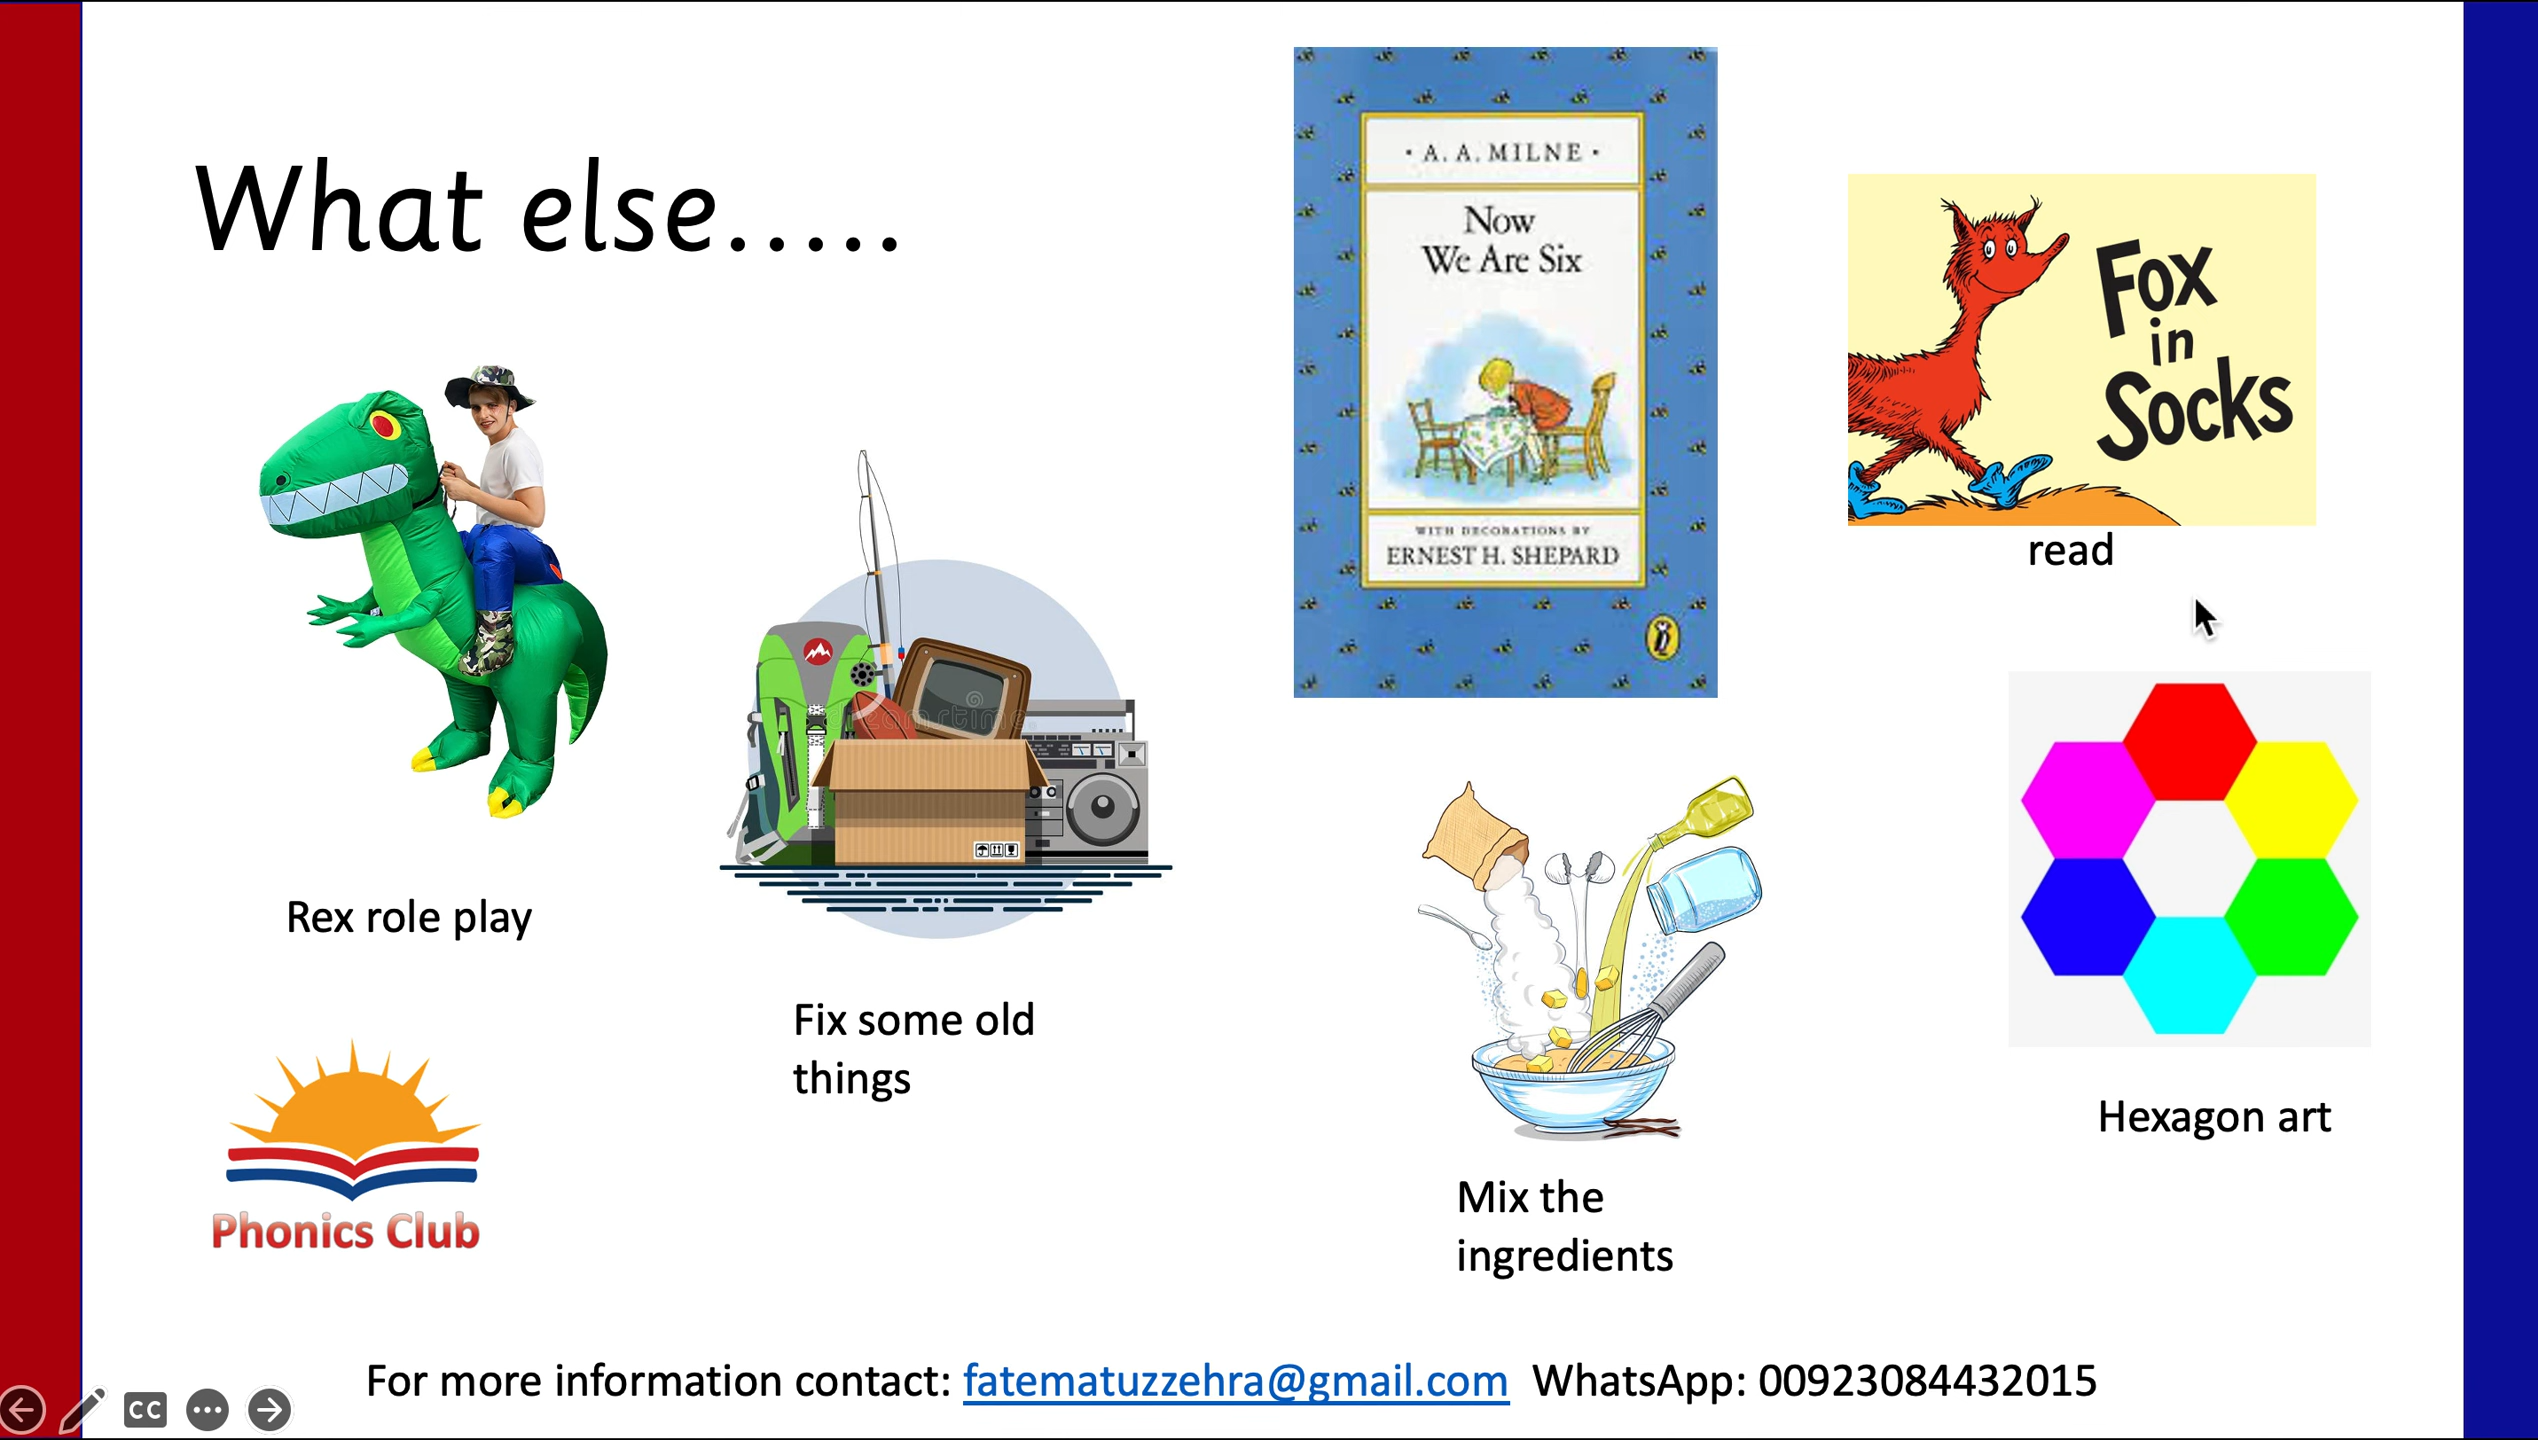 What else.....
· A. A. MILNE ·
Now
We Are Six
WITH DECORATIONS BY
ERNEST H. SHEPARD
Fox
in
Socks
read
Rex role play
dreamstime
Fix some old
things
Mix the
ingredients
Hexagon art
Phonics Club
For more information contact: fatematuzzehra@gmail.com WhatsApp: 00923084432015
CC